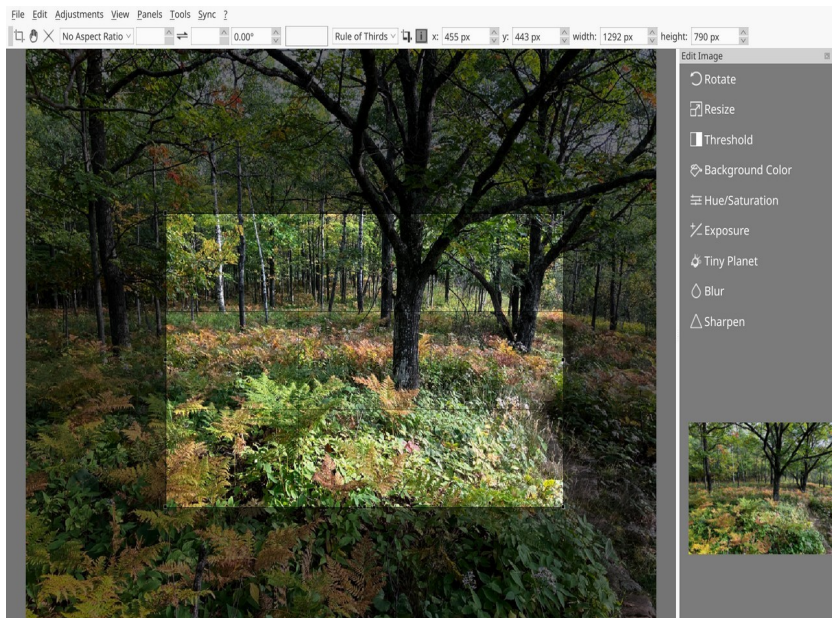 File Edit Adjustments View Panels Tools Sync ?
No Aspect Ratio 0.00° Rule of Thirds x: 455 px y: 443 px width: 1292 px height: 790 px
Edit Image
Rotate
Resize
Threshold
Background Color
Hue/Saturation
Exposure
Tiny Planet
Blur
Sharpen